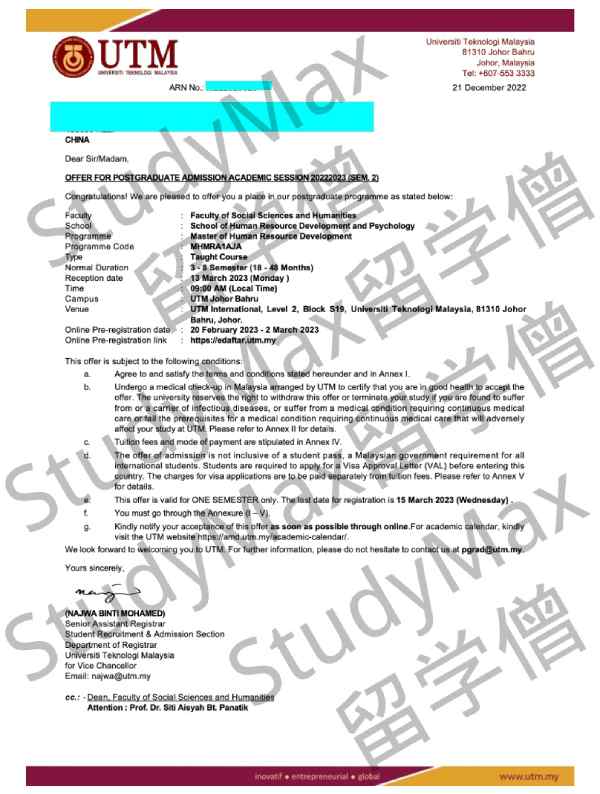 UTM
UNIVERSITI TEKNOLOGI MALAYSIA
Universiti Teknologi Malaysia
81310 Johor Bahru
Johor, Malaysia
Tel: +607-553 3333
ARN No.
21 December 2022
CHINA
Dear Sir/Madam,
OFFER FOR POSTGRADUATE ADMISSION ACADEMIC SESSION 20222023 (SEM. 2)
Congratulations! We are pleased to offer you a place in our postgraduate programme as stated below:
Faculty : Faculty of Social Sciences and Humanities
School : School of Human Resource Development and Psychology
Programme : Master of Human Resource Development
Programme Code : MHMRA1AJA
Type : Taught Course
Normal Duration : 3 - 8 Semester (18 - 48 Months)
Reception date : 13 March 2023 (Monday )
Time : 09:00 AM (Local Time)
Campus : UTM Johor Bahru
Venue : UTM International, Level 2, Block S19, Universiti Teknologi Malaysia, 81310 Johor
Bahru, Johor.
Online Pre-registration date : 20 February 2023 - 2 March 2023
Online Pre-registration link : https://edaftar.utm.my
This offer is subject to the following conditions:
a. Agree to and satisfy the terms and conditions stated hereunder and in Annex I.
b. Undergo a medical check-up in Malaysia arranged by UTM to certify that you are in good health to accept the
offer. The university reserves the right to withdraw this offer or terminate your study if you are found to suffer
from or a carrier of infectious diseases, or suffer from a medical condition requiring continuous medical
care or fail the prerequisites for a medical condition requiring continuous medical care that will adversely
affect your study at UTM. Please refer to Annex II for details.
c. Tuition fees and mode of payment are stipulated in Annex IV.
d. The offer of admission is not inclusive of a student pass, a Malaysian government requirement for all
international students. Students are required to apply for a Visa Approval Letter (VAL) before entering this
country. The charges for visa applications are to be paid separately from tuition fees. Please refer to Annex V
for details.
e. This offer is valid for ONE SEMESTER only. The last date for registration is 15 March 2023 (Wednesday) -
f. You must go through the Annexure (I – V).
g. Kindly notify your acceptance of this offer as soon as possible through online.For academic calendar, kindly
visit the UTM website https://amd.utm.my/academic-calendar/.
We look forward to welcoming you to UTM. For further information, please do not hesitate to contact us at pgrad@utm.my.
Yours sincerely,
(NAJWA BINTI MOHAMED)
Senior Assistant Registrar
Student Recruitment & Admission Section
Department of Registrar
Universiti Teknologi Malaysia
for Vice Chancellor
Email: najwa@utm.my
cc.: - Dean, Faculty of Social Sciences and Humanities
Attention : Prof. Dr. Siti Aisyah Bt. Panatik
inovatif ● entrepreneurial ● global
www.utm.my
StudyMax
留学僧
StudyMax
留学僧
StudyMax
留学僧
StudyMax
留学僧